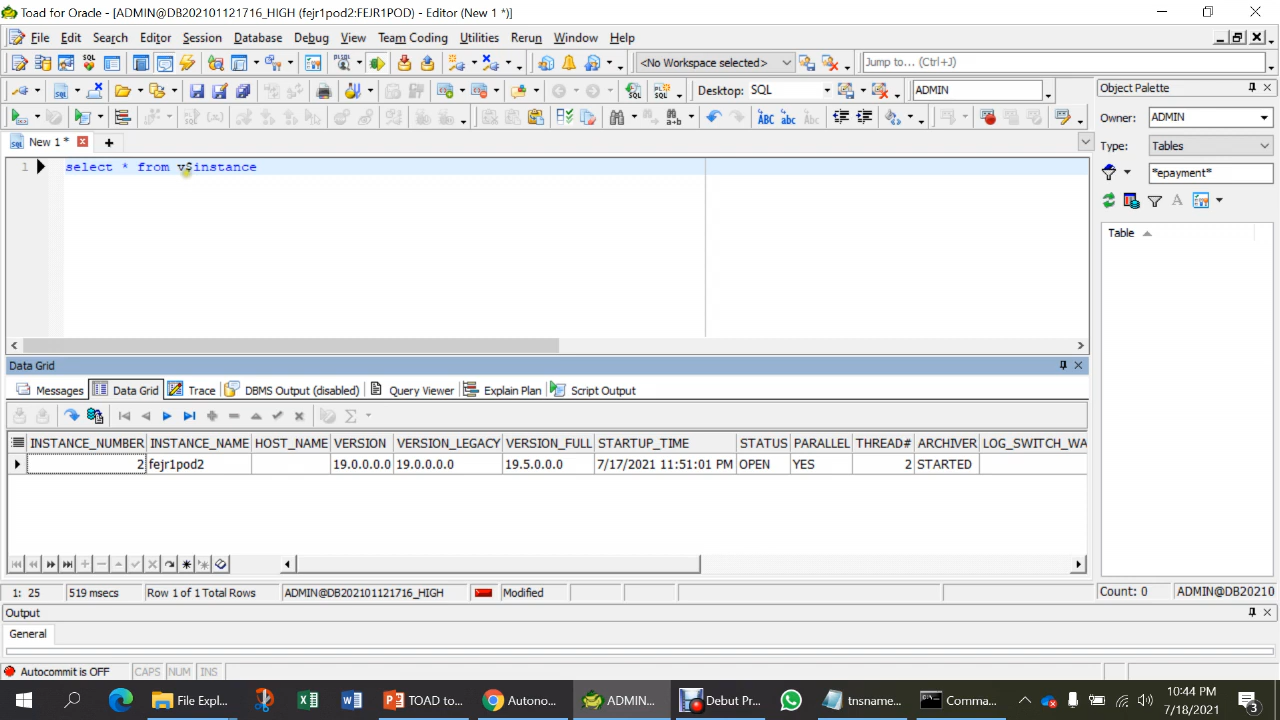 Toad for Oracle - [ADMIN@DB202101121716_HIGH (fejr1pod2:FEJR1POD) - Editor (New 1 *)]
File Edit Search Editor Session Database Debug View Team Coding Utilities Rerun Window Help
<No Workspace selected> Jump to... (Ctrl+J)
Desktop: SQL ADMIN
Object Palette
Owner: ADMIN
New 1 *
Type: Tables
1 select * from v$instance
*epayment*
Table
Data Grid
Messages Data Grid Trace DBMS Output (disabled) Query Viewer Explain Plan Script Output
INSTANCE_NUMBER INSTANCE_NAME HOST_NAME VERSION VERSION_LEGACY VERSION_FULL STARTUP_TIME STATUS PARALLEL THREAD# ARCHIVER LOG_SWITCH_WA
2 fejr1pod2 19.0.0.0.0 19.0.0.0.0 19.5.0.0.0 7/17/2021 11:51:01 PM OPEN YES 2 STARTED
1: 25 519 msecs Row 1 of 1 Total Rows ADMIN@DB202101121716_HIGH Modified Count: 0 ADMIN@DB20210
Output
General
Autocommit is OFF CAPS NUM INS
File Expl... TOAD to... Autono... ADMIN... Debut Pr... tnsname... Comma... 10:44 PM
7/18/2021 3